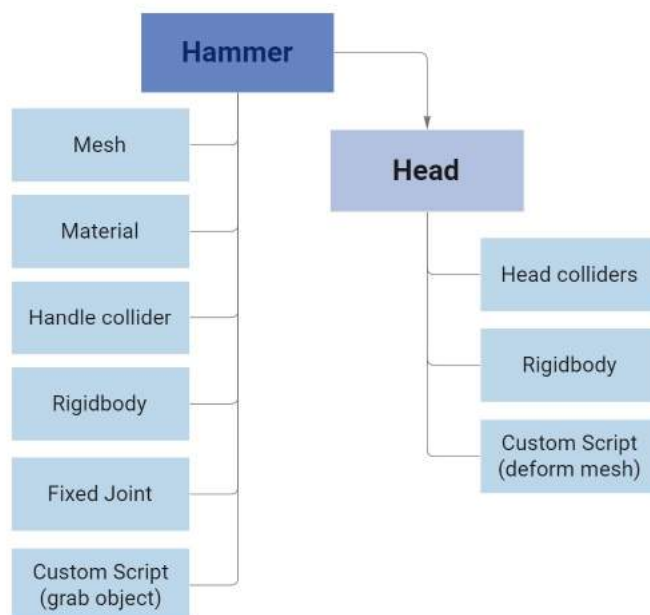 Hammer
Mesh
Material
Handle collider
Rigidbody
Fixed Joint
Custom Script
(grab object)
Head
Head colliders
Rigidbody
Custom Script
(deform mesh)